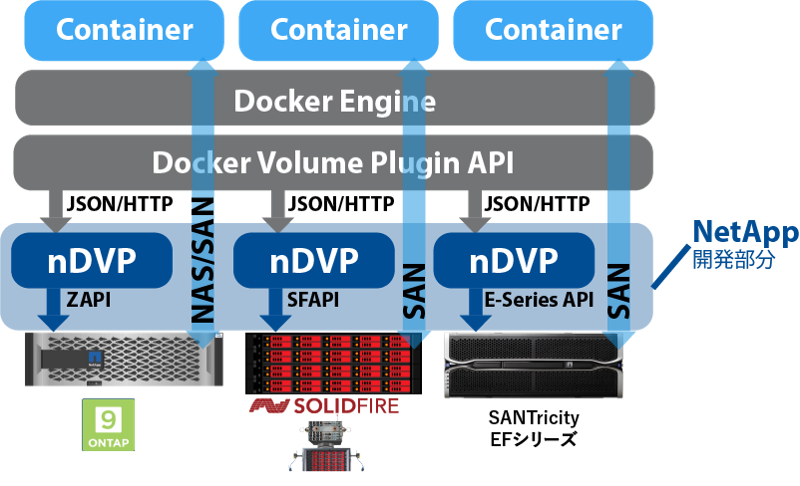 Container
Container
Container
Docker Engine
Docker Volume Plugin API
JSON/HTTP
JSON/HTTP
JSON/HTTP
NAS/SAN
SAN
SAN
nDVP
nDVP
nDVP
NetApp
開発部分
ZAPI
SFAPI
E-Series API
SOLIDFIRE
9
ONTAP
SANTricity
EFシリーズ